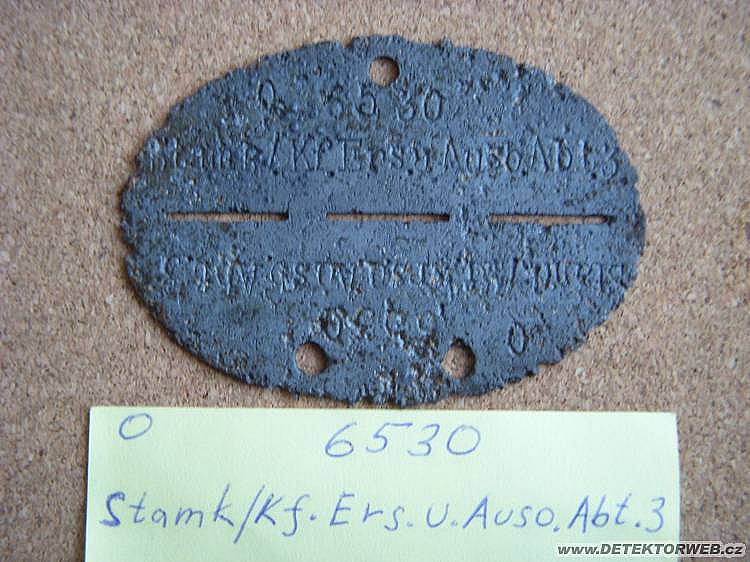 O 6530
Stamk/Kf.Ers.u.Ausb.Abt.3
O
6530
Stamk/Kf.Ers.u.Auso.Abt.3
www.DETEKTORWEB.cz